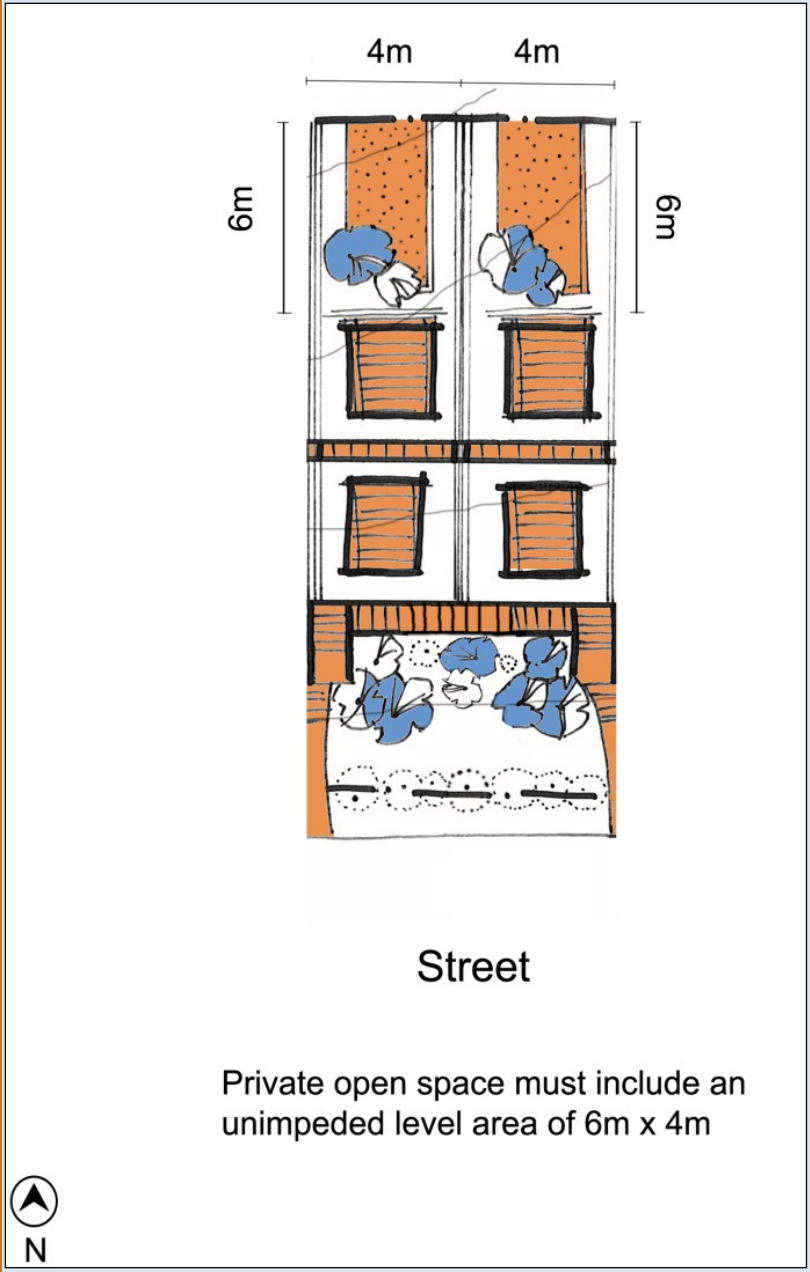 4m 4m
6m
6m
Street
Private open space must include an
unimpeded level area of 6m x 4m
N